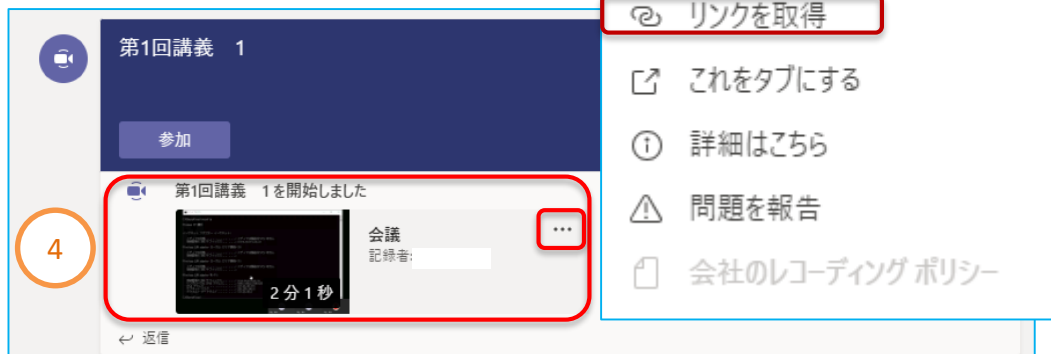 第1回講義　1
参加
第1回講義　1を開始しました
会議
記録者:
2分1秒
返信
4
リンクを取得
これをタブにする
詳細はこちら
問題を報告
会社のレコーディング ポリシー